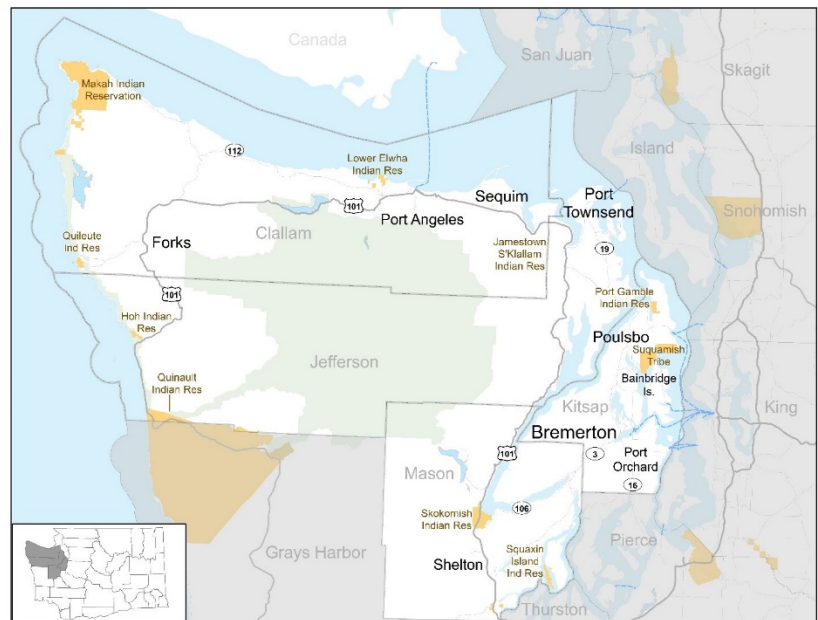 Canada
San Juan
Skagit
Makah Indian
Reservation
112
Lower Elwha
Indian Res
Island
Sequim
Port
Townsend
101
Port Angeles
Snohomish
Clallam
Forks
Quileute
Ind Res
Jamestown
S'Klallam
Indian Res
19
101
Port Gamble
Indian Res
Hoh Indian
Res
Poulsbo
Suquamish
Tribe
Jefferson
Bainbridge
Is.
Quinault
Indian Res
Kitsap
King
Bremerton
101
3
Port
Orchard
Mason
16
106
Skokomish
Indian Res
Pierce
Grays Harbor
Shelton
Squaxin
Island
Ind Res
Thurston